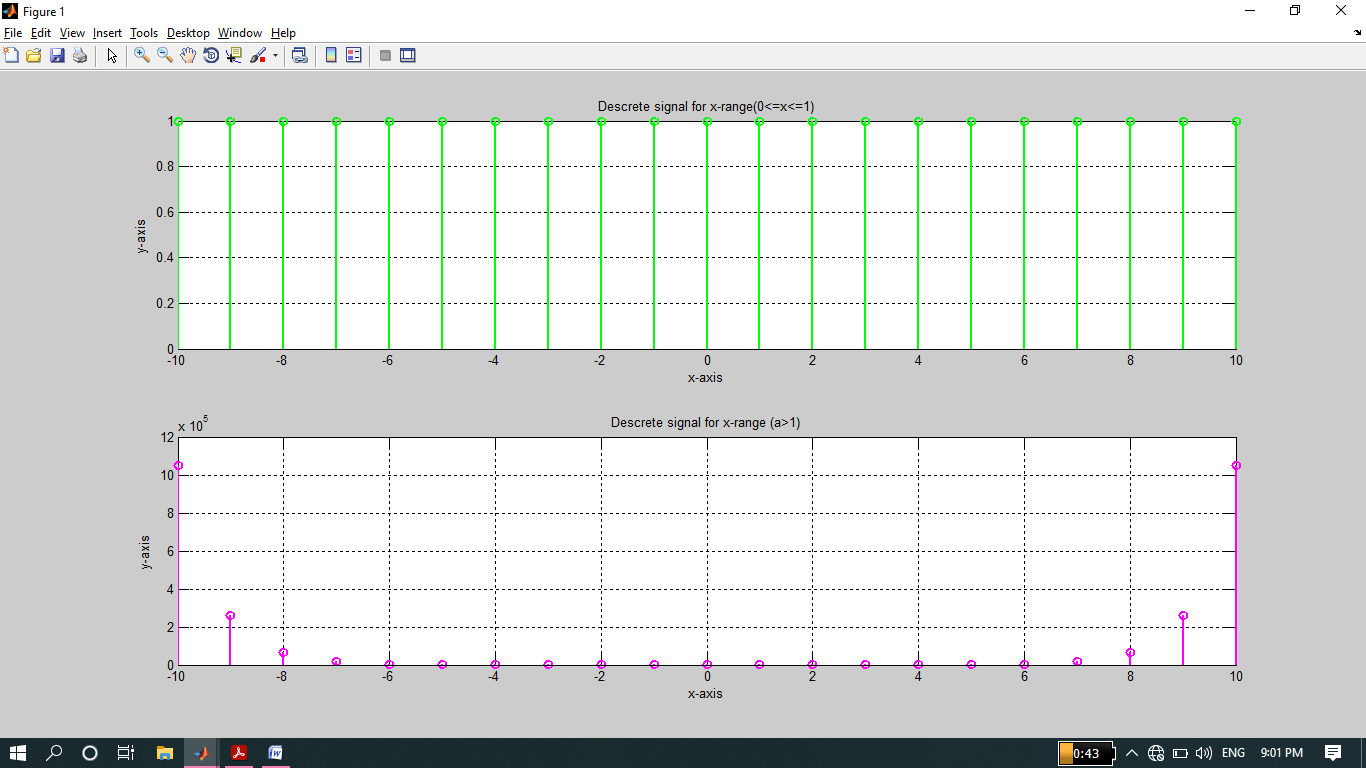 Figure 1
File Edit View Insert Tools Desktop Window Help
Descrete signal for x-range(0<=x<=1)
1
0.8
0.6
0.4
0.2
0
y-axis
-10 -8 -6 -4 -2 0 2 4 6 8 10
x-axis
Descrete signal for x-range (a>1)
x 10^5
12
10
8
6
4
2
0
y-axis
-10 -8 -6 -4 -2 0 2 4 6 8 10
x-axis
0:43 ENG 9:01 PM